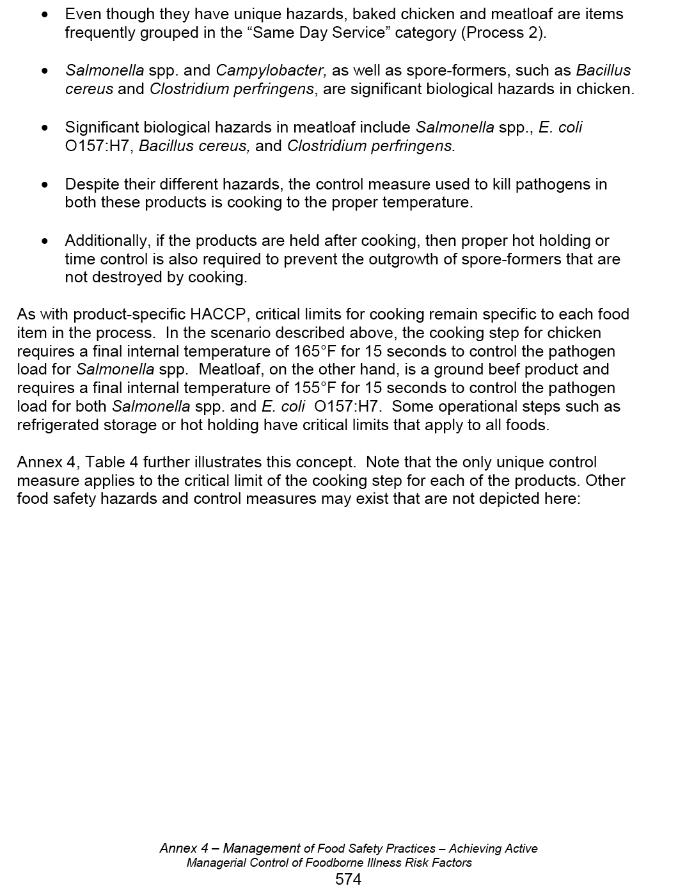 • Even though they have unique hazards, baked chicken and meatloaf are items
frequently grouped in the “Same Day Service” category (Process 2).
• Salmonella spp. and Campylobacter, as well as spore-formers, such as Bacillus
cereus and Clostridium perfringens, are significant biological hazards in chicken.
• Significant biological hazards in meatloaf include Salmonella spp., E. coli
O157:H7, Bacillus cereus, and Clostridium perfringens.
• Despite their different hazards, the control measure used to kill pathogens in
both these products is cooking to the proper temperature.
• Additionally, if the products are held after cooking, then proper hot holding or
time control is also required to prevent the outgrowth of spore-formers that are
not destroyed by cooking.
As with product-specific HACCP, critical limits for cooking remain specific to each food
item in the process. In the scenario described above, the cooking step for chicken
requires a final internal temperature of 165°F for 15 seconds to control the pathogen
load for Salmonella spp. Meatloaf, on the other hand, is a ground beef product and
requires a final internal temperature of 155°F for 15 seconds to control the pathogen
load for both Salmonella spp. and E. coli O157:H7. Some operational steps such as
refrigerated storage or hot holding have critical limits that apply to all foods.
Annex 4, Table 4 further illustrates this concept. Note that the only unique control
measure applies to the critical limit of the cooking step for each of the products. Other
food safety hazards and control measures may exist that are not depicted here:
Annex 4 – Management of Food Safety Practices – Achieving Active
Managerial Control of Foodborne Illness Risk Factors
574